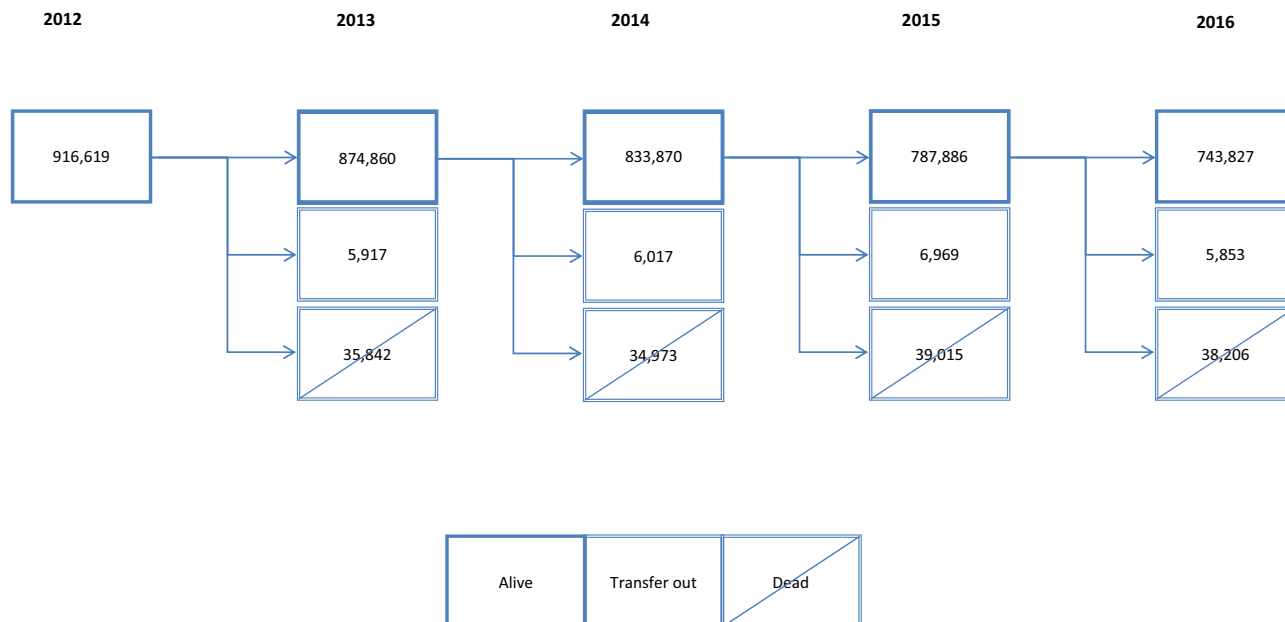 2012 2013 2014 2015 2016
916,619 874,860 833,870 787,886 743,827
5,917 6,017 6,969 5,853
35,842 34,973 39,015 38,206
Alive Transfer out Dead